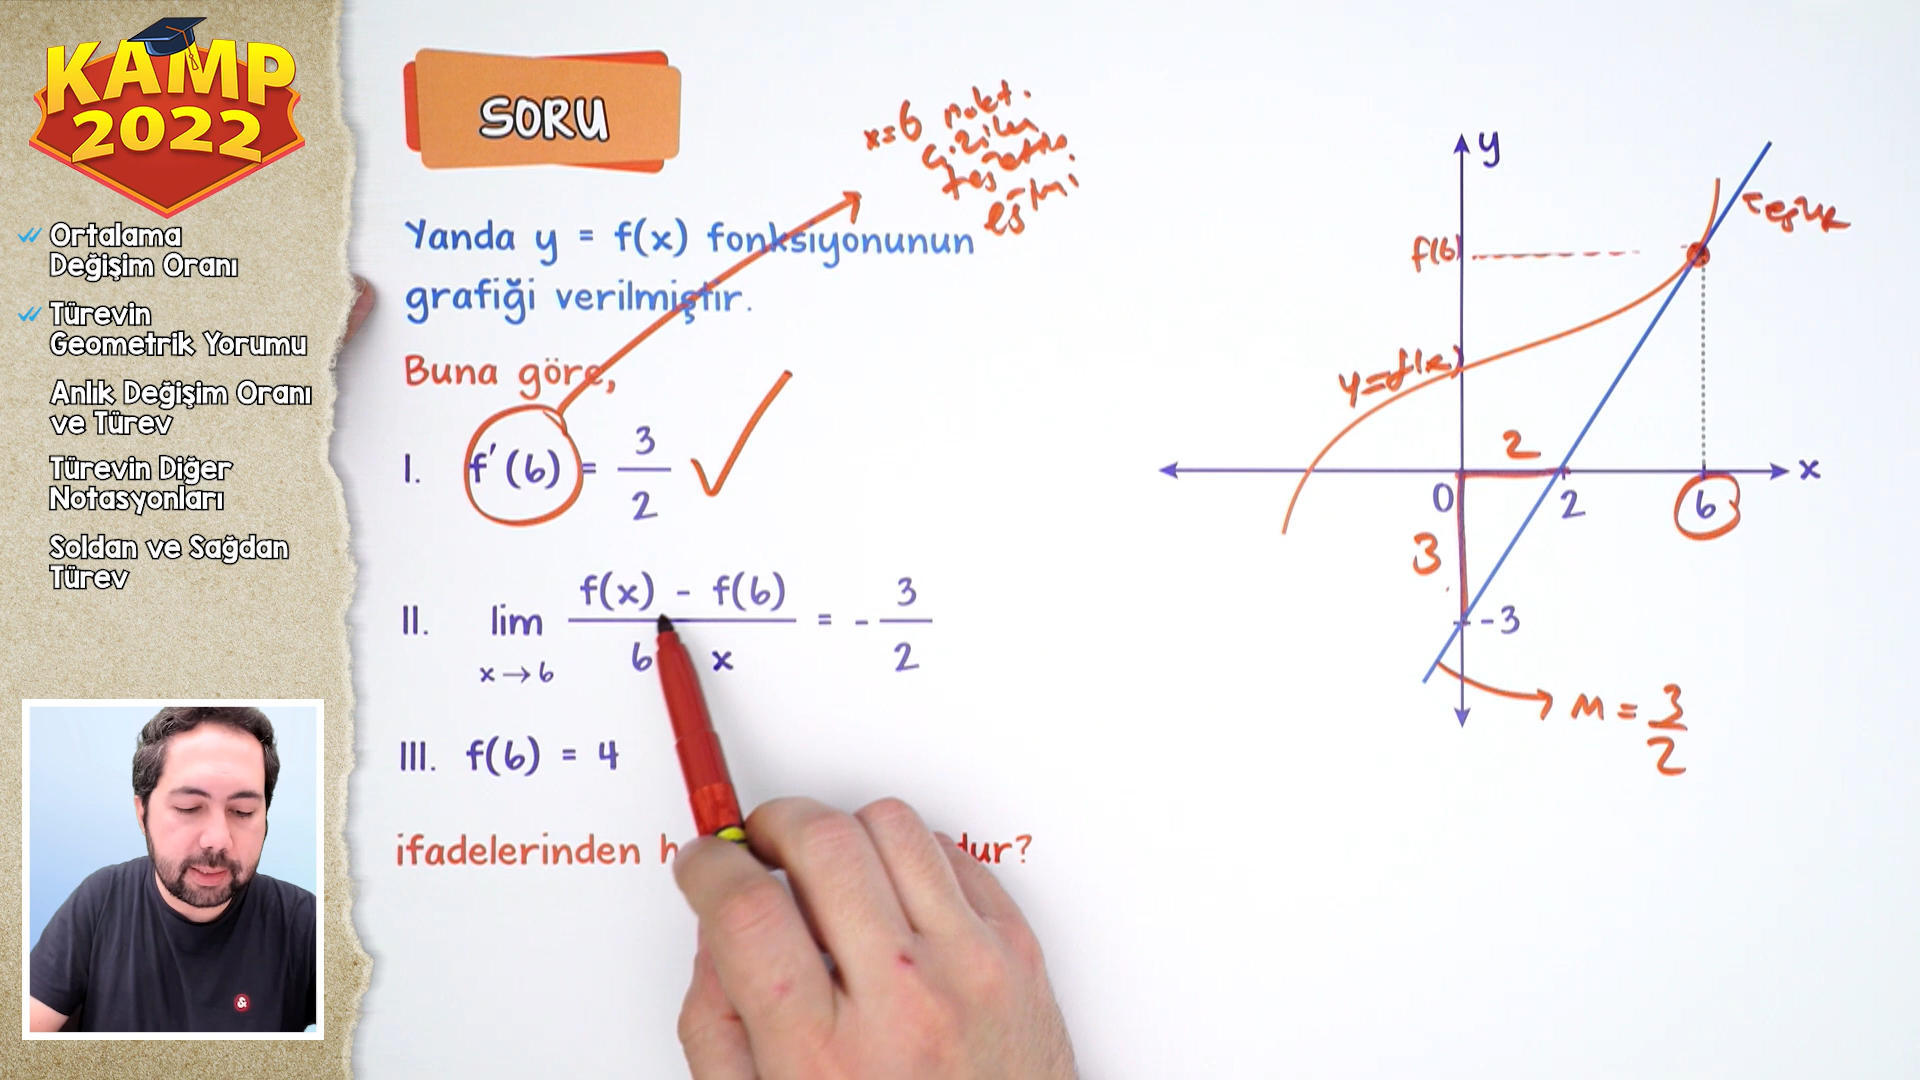 KAMP
2022
Ortalama
Değişim Oranı
Türevin
Geometrik Yorumu
Anlık Değişim Oranı
ve Türev
Türevin Diğer
Notasyonları
Soldan ve Sağdan
Türev
SORU
x=6 nokt.
çizilen
teğetin
eğimi
Yanda y = f(x) fonksiyonunun
grafiği verilmiştir.
Buna göre,
I. f'(6) = 3/2
II. lim x→6 f(x) - f(6) / 6 - x = - 3/2
III. f(6) = 4
ifadelerinden h dur?
y
teğet
f(6)
y=f(x)
2
x
0
2
6
3
-3
m = 3/2